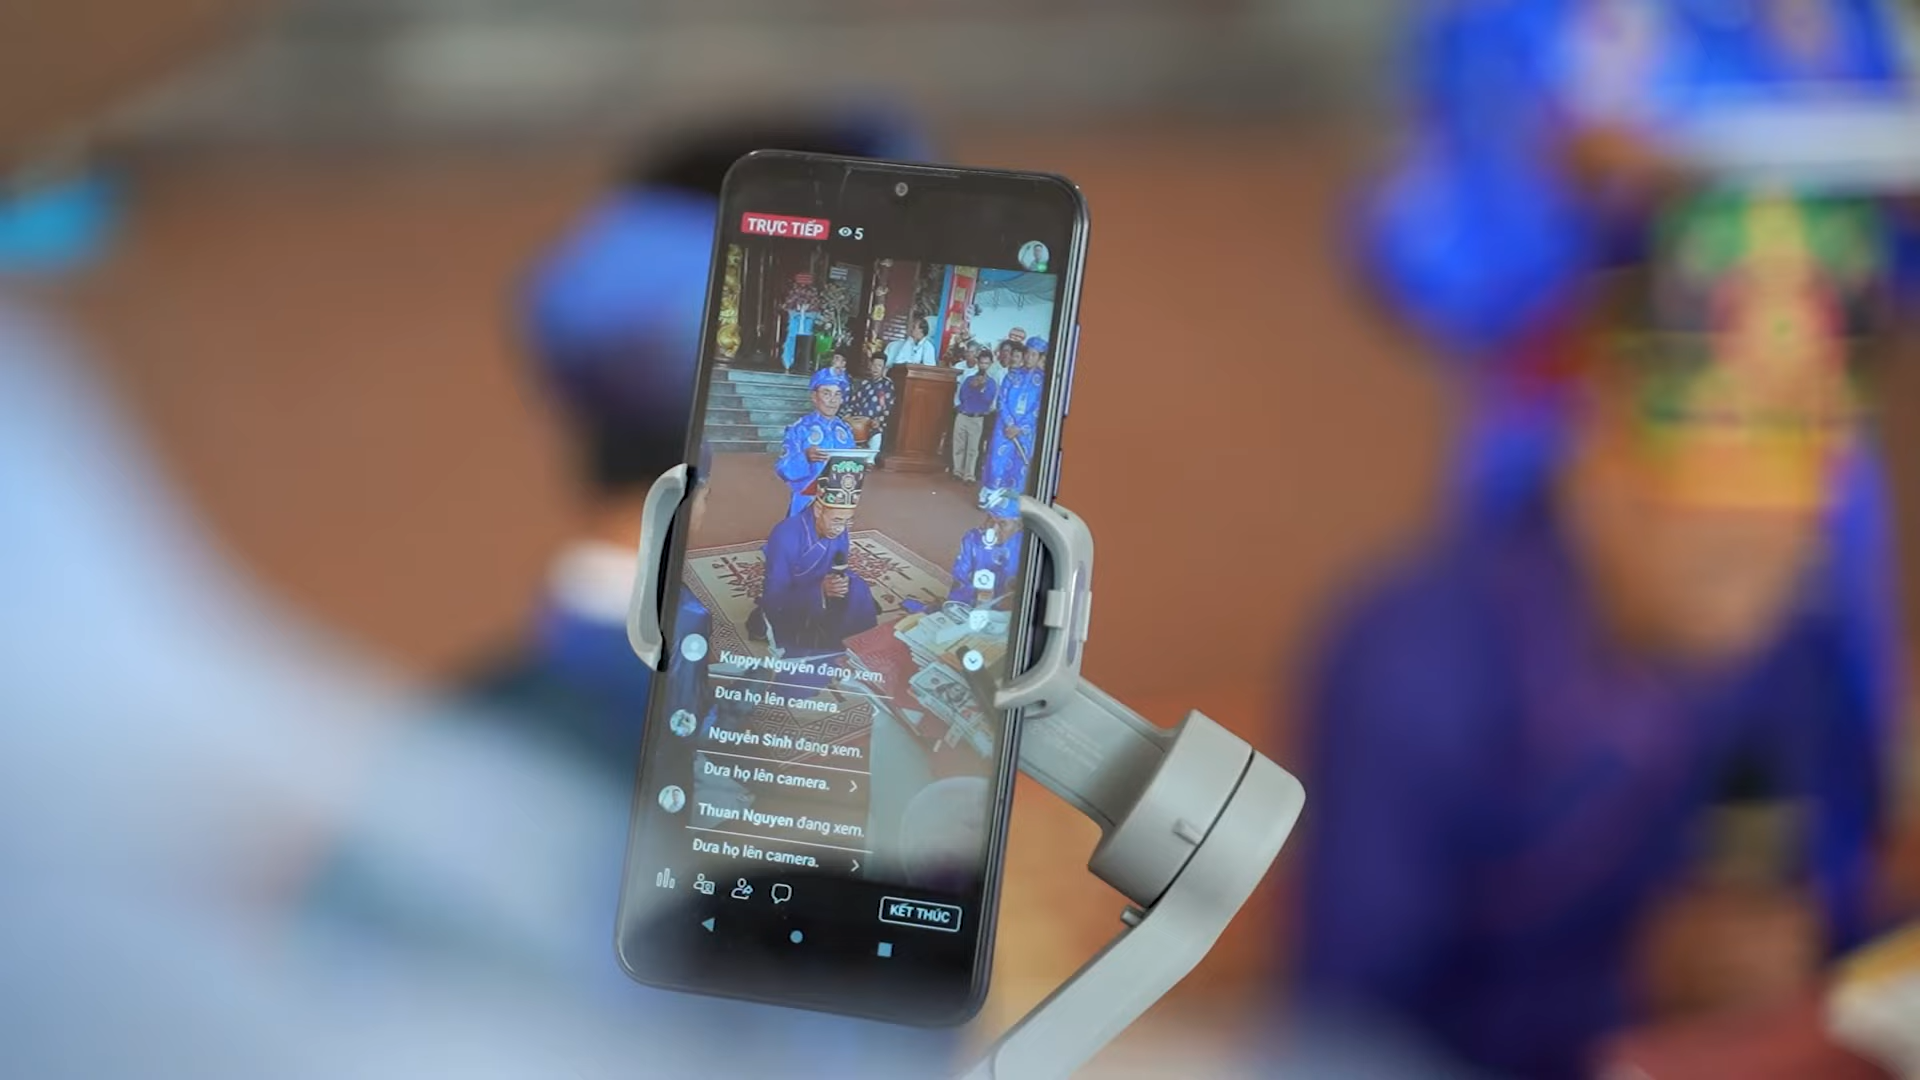 TRỰC TIẾP 5
Kuppy Nguyễn đang xem.
Đưa họ lên camera.
Nguyễn Sinh đang xem.
Đưa họ lên camera.
Thuan Nguyen đang xem.
Đưa họ lên camera.
KẾT THÚC